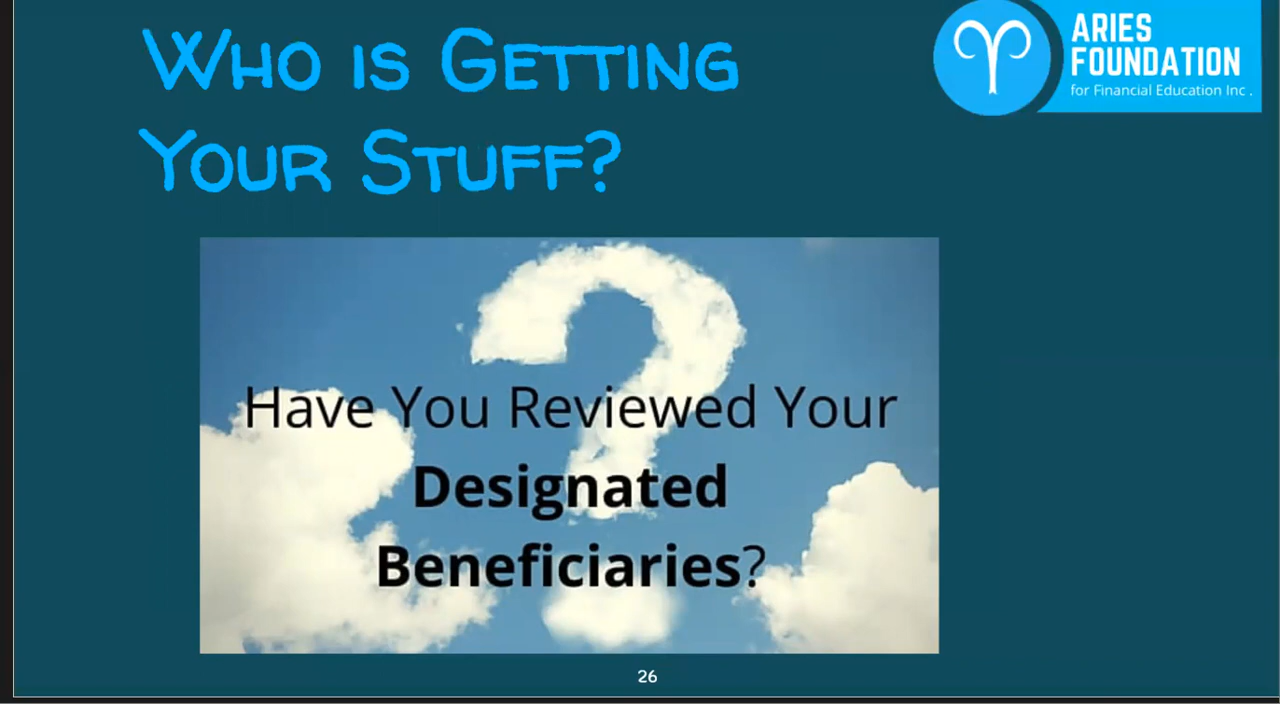 Who is Getting
Your Stuff?
ARIES
FOUNDATION
for Financial Education Inc .
Have You Reviewed Your
Designated
Beneficiaries?
26